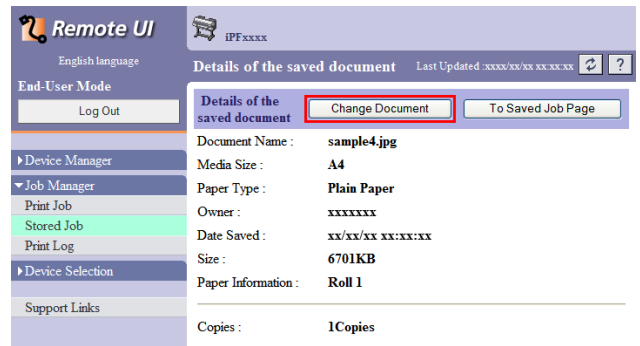 Remote UI
iPFxxxx
English language
Details of the saved document
Last Updated :xxxx/xx/xx xx:xx:xx
?
End-User Mode
Log Out
Details of the
saved document
Change Document
To Saved Job Page
Document Name : sample4.jpg
Device Manager
Media Size : A4
Job Manager
Paper Type : Plain Paper
Print Job
Owner : xxxxxxx
Stored Job
Date Saved : xx/xx/xx xx:xx:xx
Print Log
Size : 6701KB
Device Selection
Paper Information : Roll 1
Support Links
Copies : 1Copies